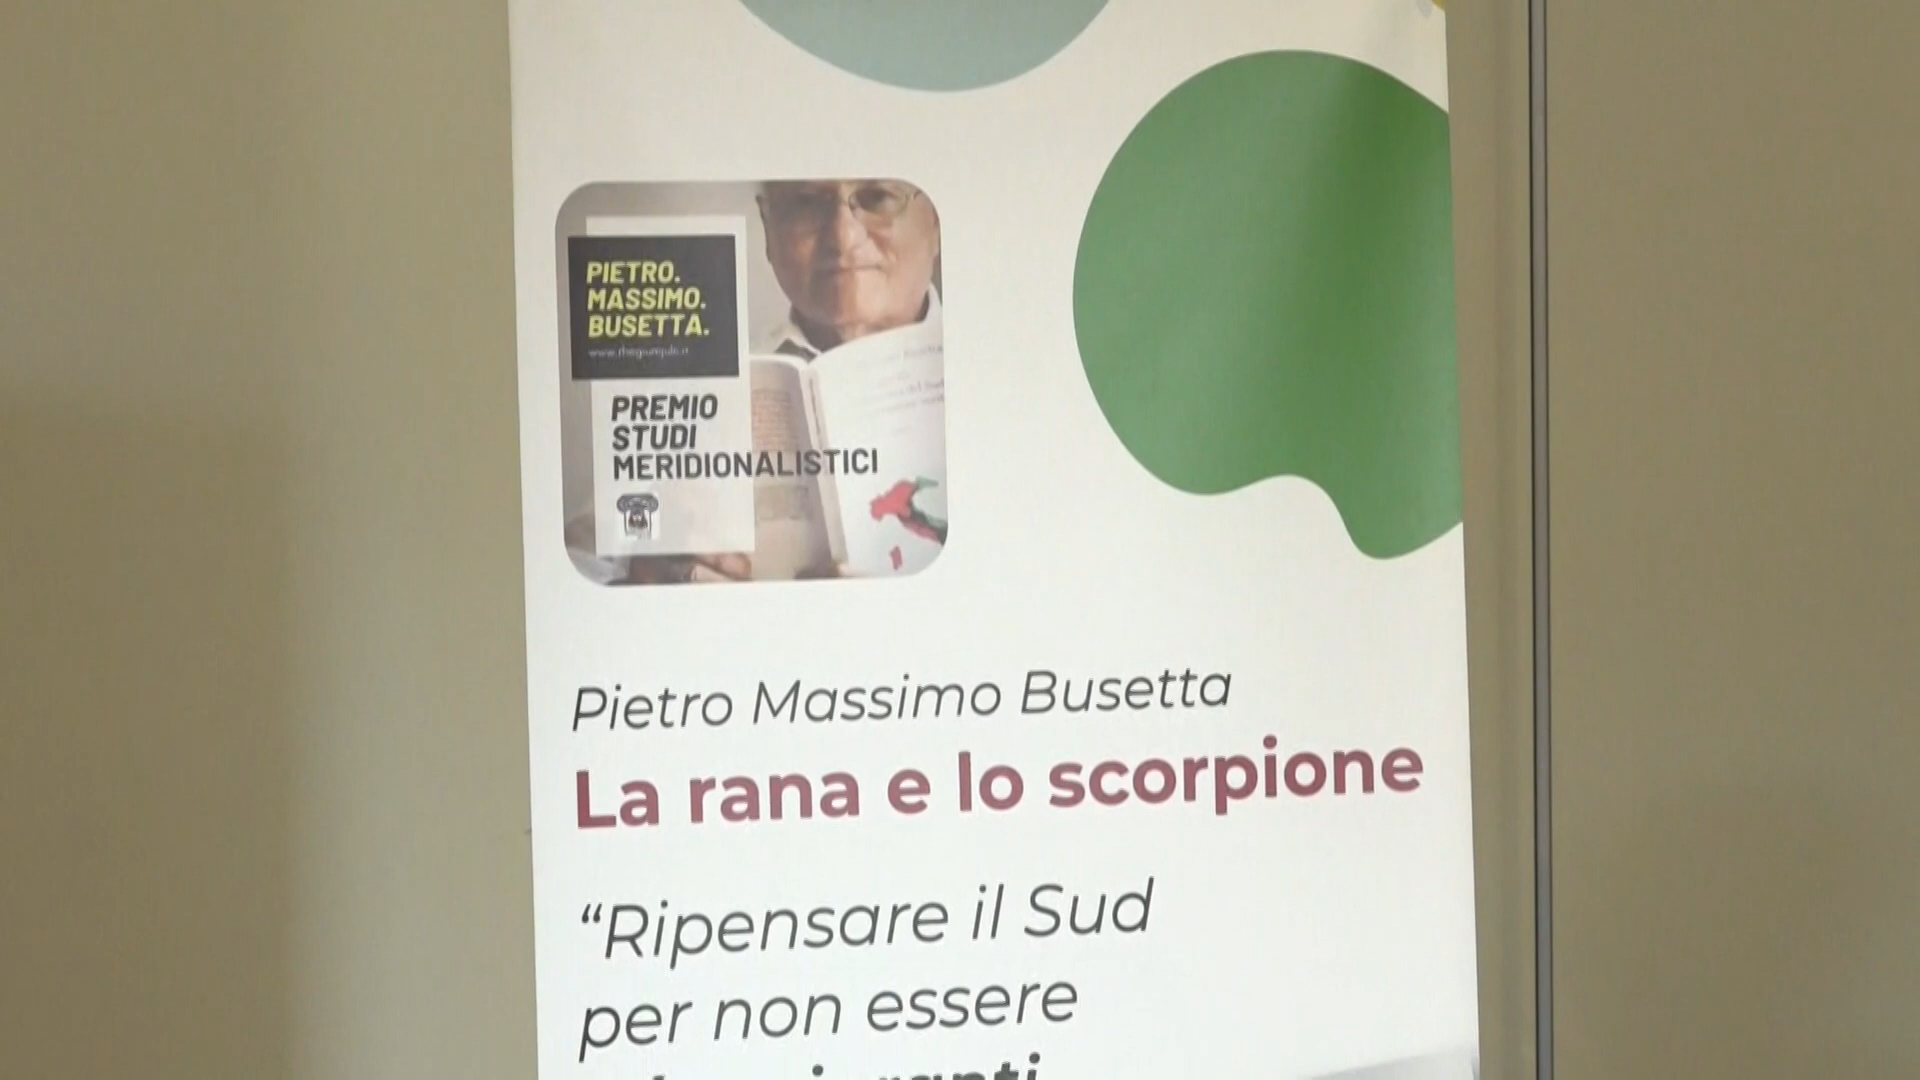 PIETRO.
MASSIMO.
BUSETTA.
PREMIO
STUDI
MERIDIONALISTICI
Pietro Massimo Busetta
La rana e lo scorpione
“Ripensare il Sud
per non essere